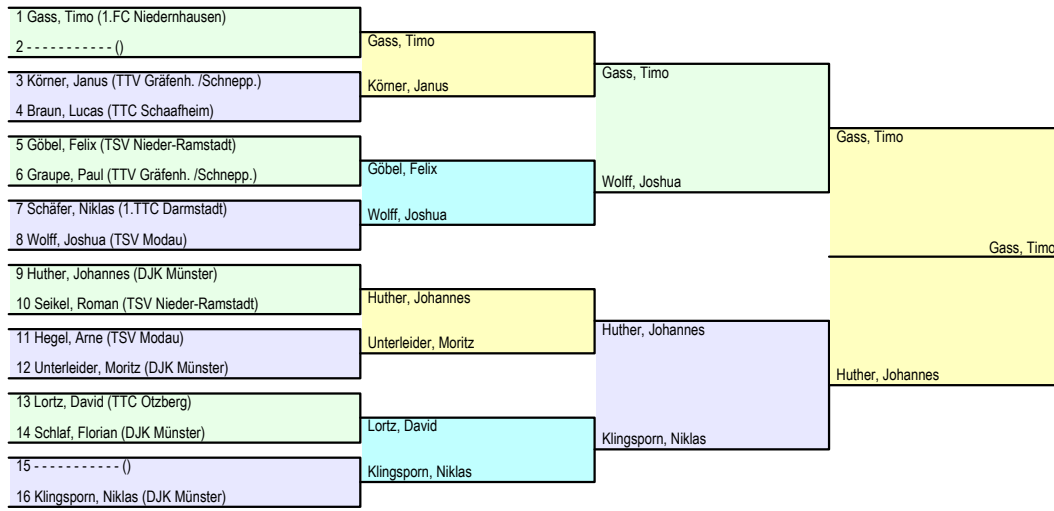 1 Gass, Timo (1.FC Niedernhausen)
2 - - - - - - - - - - - ()
3 Körner, Janus (TTV Gräfenh. /Schnepp.)
4 Braun, Lucas (TTC Schaafheim)
5 Göbel, Felix (TSV Nieder-Ramstadt)
6 Graupe, Paul (TTV Gräfenh. /Schnepp.)
7 Schäfer, Niklas (1.TTC Darmstadt)
8 Wolff, Joshua (TSV Modau)
9 Huther, Johannes (DJK Münster)
10 Seikel, Roman (TSV Nieder-Ramstadt)
11 Hegel, Arne (TSV Modau)
12 Unterleider, Moritz (DJK Münster)
13 Lortz, David (TTC Otzberg)
14 Schlaf, Florian (DJK Münster)
15 - - - - - - - - - - - ()
16 Klingsporn, Niklas (DJK Münster)
Gass, Timo
Körner, Janus
Göbel, Felix
Wolff, Joshua
Huther, Johannes
Unterleider, Moritz
Lortz, David
Klingsporn, Niklas
Gass, Timo
Wolff, Joshua
Huther, Johannes
Klingsporn, Niklas
Gass, Timo
Huther, Johannes
Gass, Timo